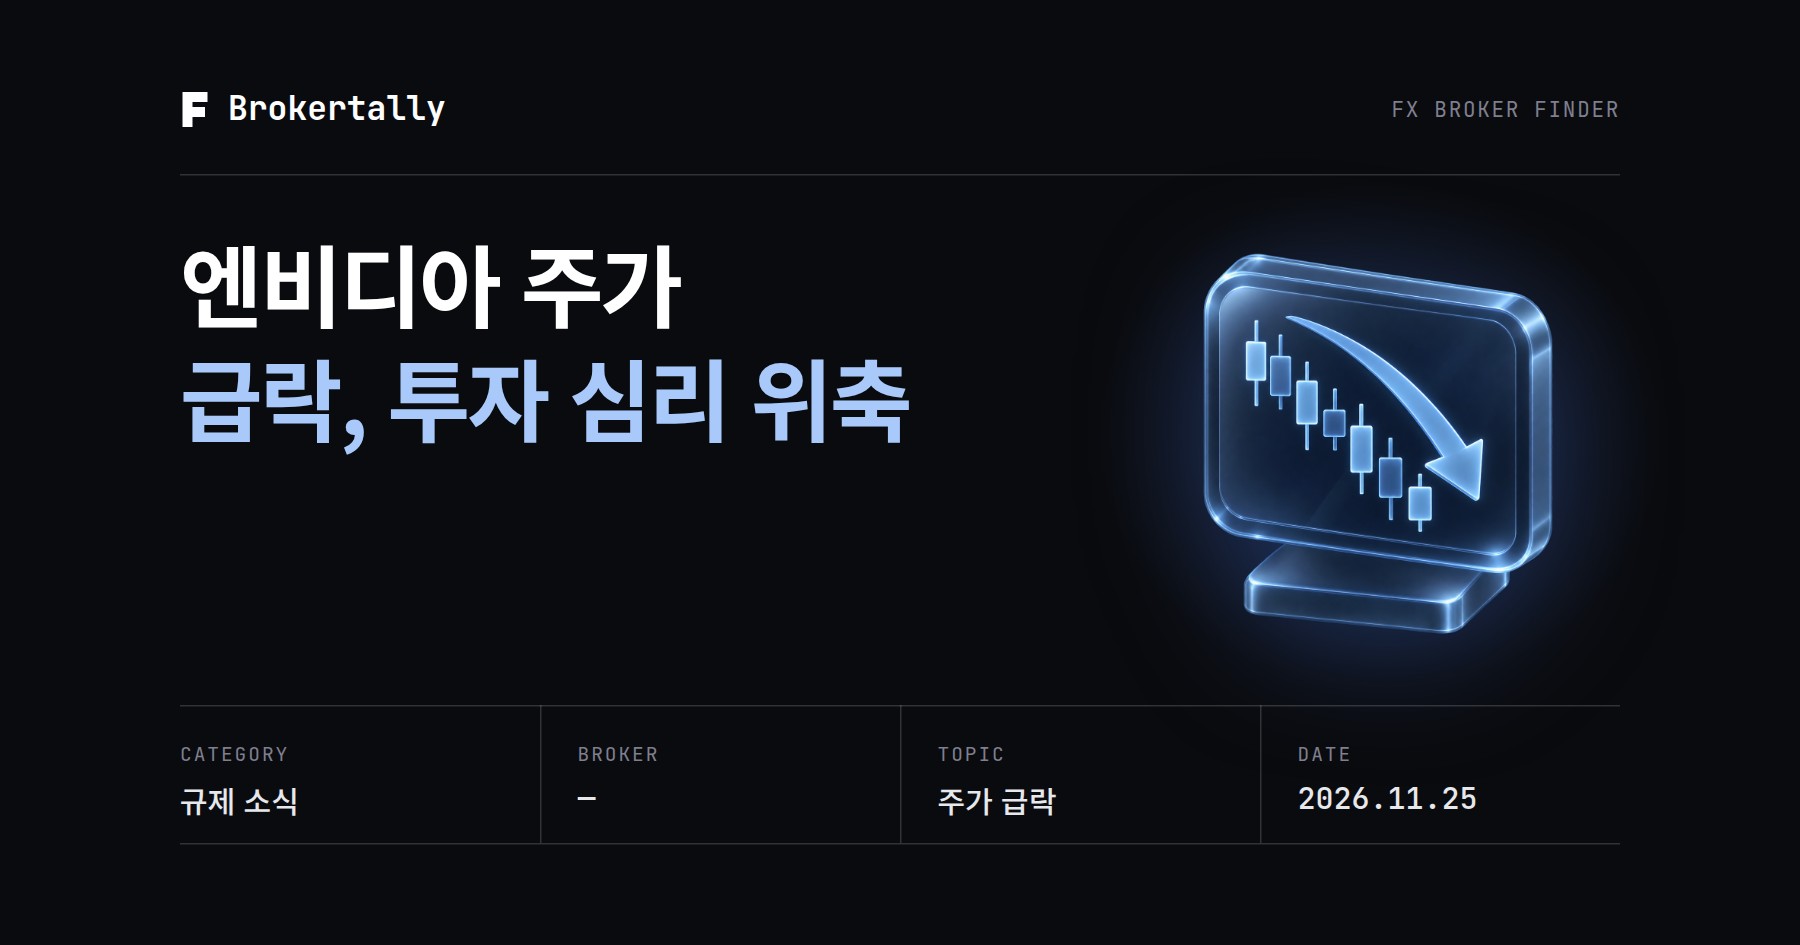 Brokertally
FX BROKER FINDER
엔비디아 주가
급락, 투자 심리 위축
CATEGORY
규제 소식
BROKER
—
TOPIC
주가 급락
DATE
2026.11.25